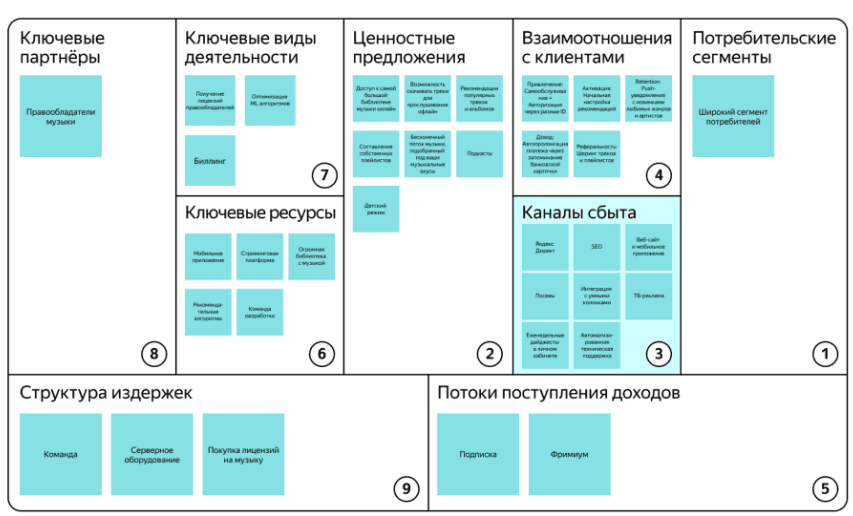 Ключевые
партнёры
Правообладатели
музыки
8
Ключевые виды
деятельности
Получение
лицензий
правообладателей
Оптимизация
ML алгоритмов
Биллинг
7
Ключевые ресурсы
Мобильное
приложение
Стриминговая
платформа
Огромная
библиотека
с музыкой
Рекоменда-
тельные
алгоритмы
Команда
разработки
6
Ценностные
предложения
Доступ к самой
большой
библиотеке
музыки онлайн
Возможность
скачивать треки
для
прослушивания
офлайн
Рекомендации
популярных
треков
и альбомов
Составление
собственных
плейлистов
Бесконечный
поток музыки,
подобранный
под ваши
музыкальные
вкусы
Подкасты
Детский
режим
2
Взаимоотношения
с клиентами
Привлечение:
Самообслужива
ние +
Авторизация
через разные ID
Активация:
Начальная
настройка
рекомендаций
Retention:
Push-
уведомления
с новинками
любимых жанров
и артистов
Доход:
Автопролонгация
платежа через
запоминание
банковской
карточки
Реферальность:
Шеринг треков
и плейлистов
4
Каналы сбыта
Яндекс
Директ
SEO
Веб-сайт
и мобильное
приложение
Посевы
Интеграция
с умными
колонками
ТВ-реклама
Еженедельные
дайджесты
в личном
кабинете
Автоматизи-
рованная
техническая
поддержка
3
Потребительские
сегменты
Широкий сегмент
потребителей
1
Структура издержек
Команда
Серверное
оборудование
Покупка лицензий
на музыку
9
Потоки поступления доходов
Подписка
Фримиум
5